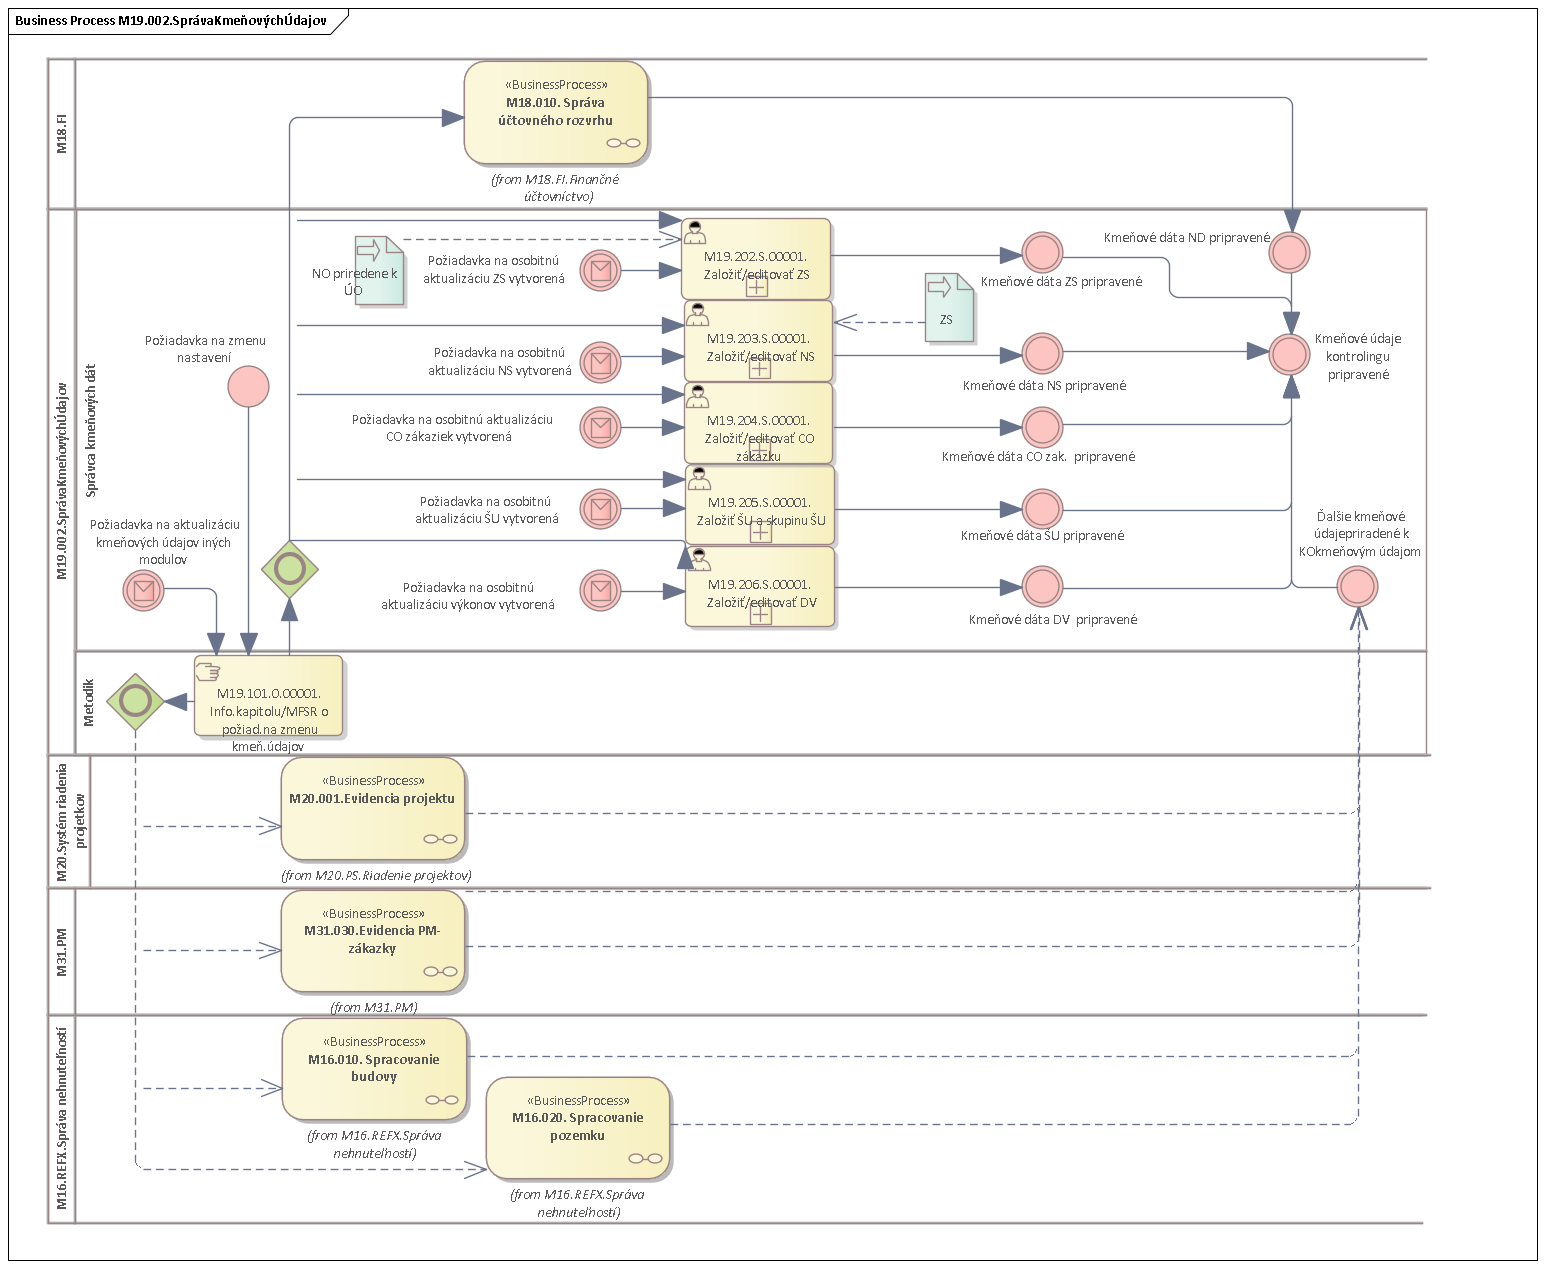 Business Process M19.002.SprávaKmeňovýchÚdajov
M18.FI
«BusinessProcess»
M18.010. Správa
účtovného rozvrhu
(from M18.FI.Finančné
účtovníctvo)
M19.002.SprávaKmeňovýchÚdajov
Správca kmeňových dát
NO priredene k
ÚO
Požiadavka na osobitnú
aktualizáciu ZS vytvorená
M19.202.S.00001.
Založiť/editovať ZS
Kmeňové dáta ZS pripravené
Kmeňové dáta ND pripravené
ZS
Požiadavka na zmenu
nastavení
Požiadavka na osobitnú
aktualizáciu NS vytvorená
M19.203.S.00001.
Založiť/editovať NS
Kmeňové dáta NS pripravené
Kmeňové údaje
kontrolingu
pripravené
Požiadavka na osobitnú aktualizáciu
CO zákaziek vytvorená
M19.204.S.00001.
Založiť/editovať CO
zákazku
Kmeňové dáta CO zak.  pripravené
Požiadavka na osobitnú
aktualizáciu ŠU vytvorená
M19.205.S.00001.
Založiť ŠU a skupinu ŠU
Kmeňové dáta ŠU pripravené
Požiadavka na aktualizáciu
kmeňových údajov iných
modulov
Ďalšie kmeňové
údajepriradené k
KOkmeňovým údajom
Požiadavka na osobitnú
aktualizáciu výkonov vytvorená
M19.206.S.00001.
Založiť/editovať DV
Kmeňové dáta DV  pripravené
Metodik
M19.101.O.00001.
Info.kapitolu/MFSR o
požiad.na zmenu
kmeň.údajov
M20.Systém riadenia
projetkov
«BusinessProcess»
M20.001.Evidencia projektu
(from M20.PS.Riadenie projektov)
M31.PM
«BusinessProcess»
M31.030.Evidencia PM-
zákazky
(from M31.PM)
M16.REFX.Správa nehnuteľností
«BusinessProcess»
M16.010. Spracovanie
budovy
(from M16.REFX.Správa
nehnuteľností)
«BusinessProcess»
M16.020. Spracovanie
pozemku
(from M16.REFX.Správa
nehnuteľností)